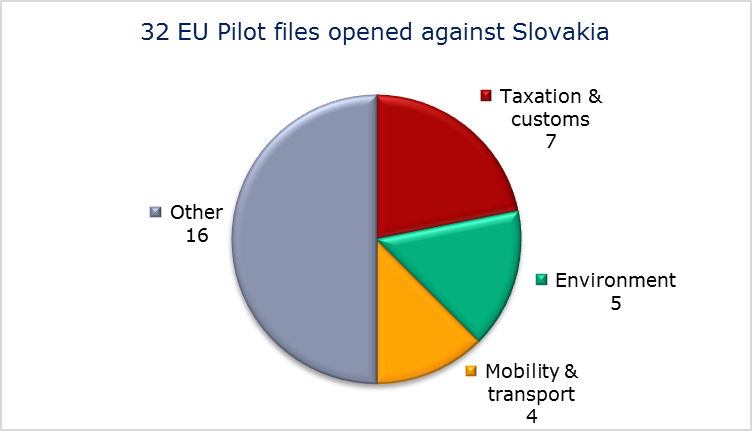 32 EU Pilot files opened against Slovakia
Taxation &
customs
7
Other
16
Environment
5
Mobility &
transport
4